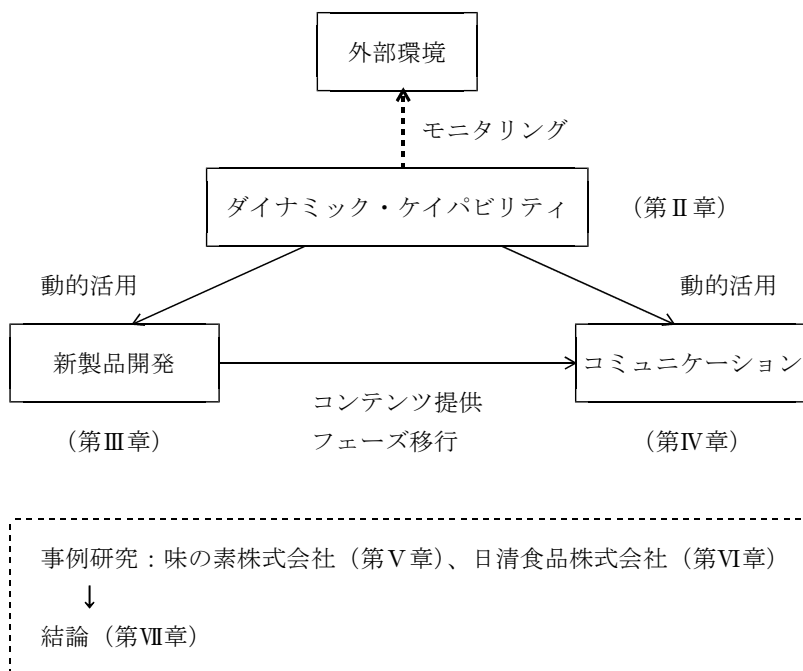 外部環境
モニタリング
ダイナミック・ケイパビリティ
（第Ⅱ章）
動的活用
動的活用
新製品開発
コミュニケーション
コンテンツ提供
フェーズ移行
（第Ⅲ章）
（第Ⅳ章）
事例研究：味の素株式会社（第Ⅴ章）、日清食品株式会社（第Ⅵ章）
↓
結論（第Ⅶ章）